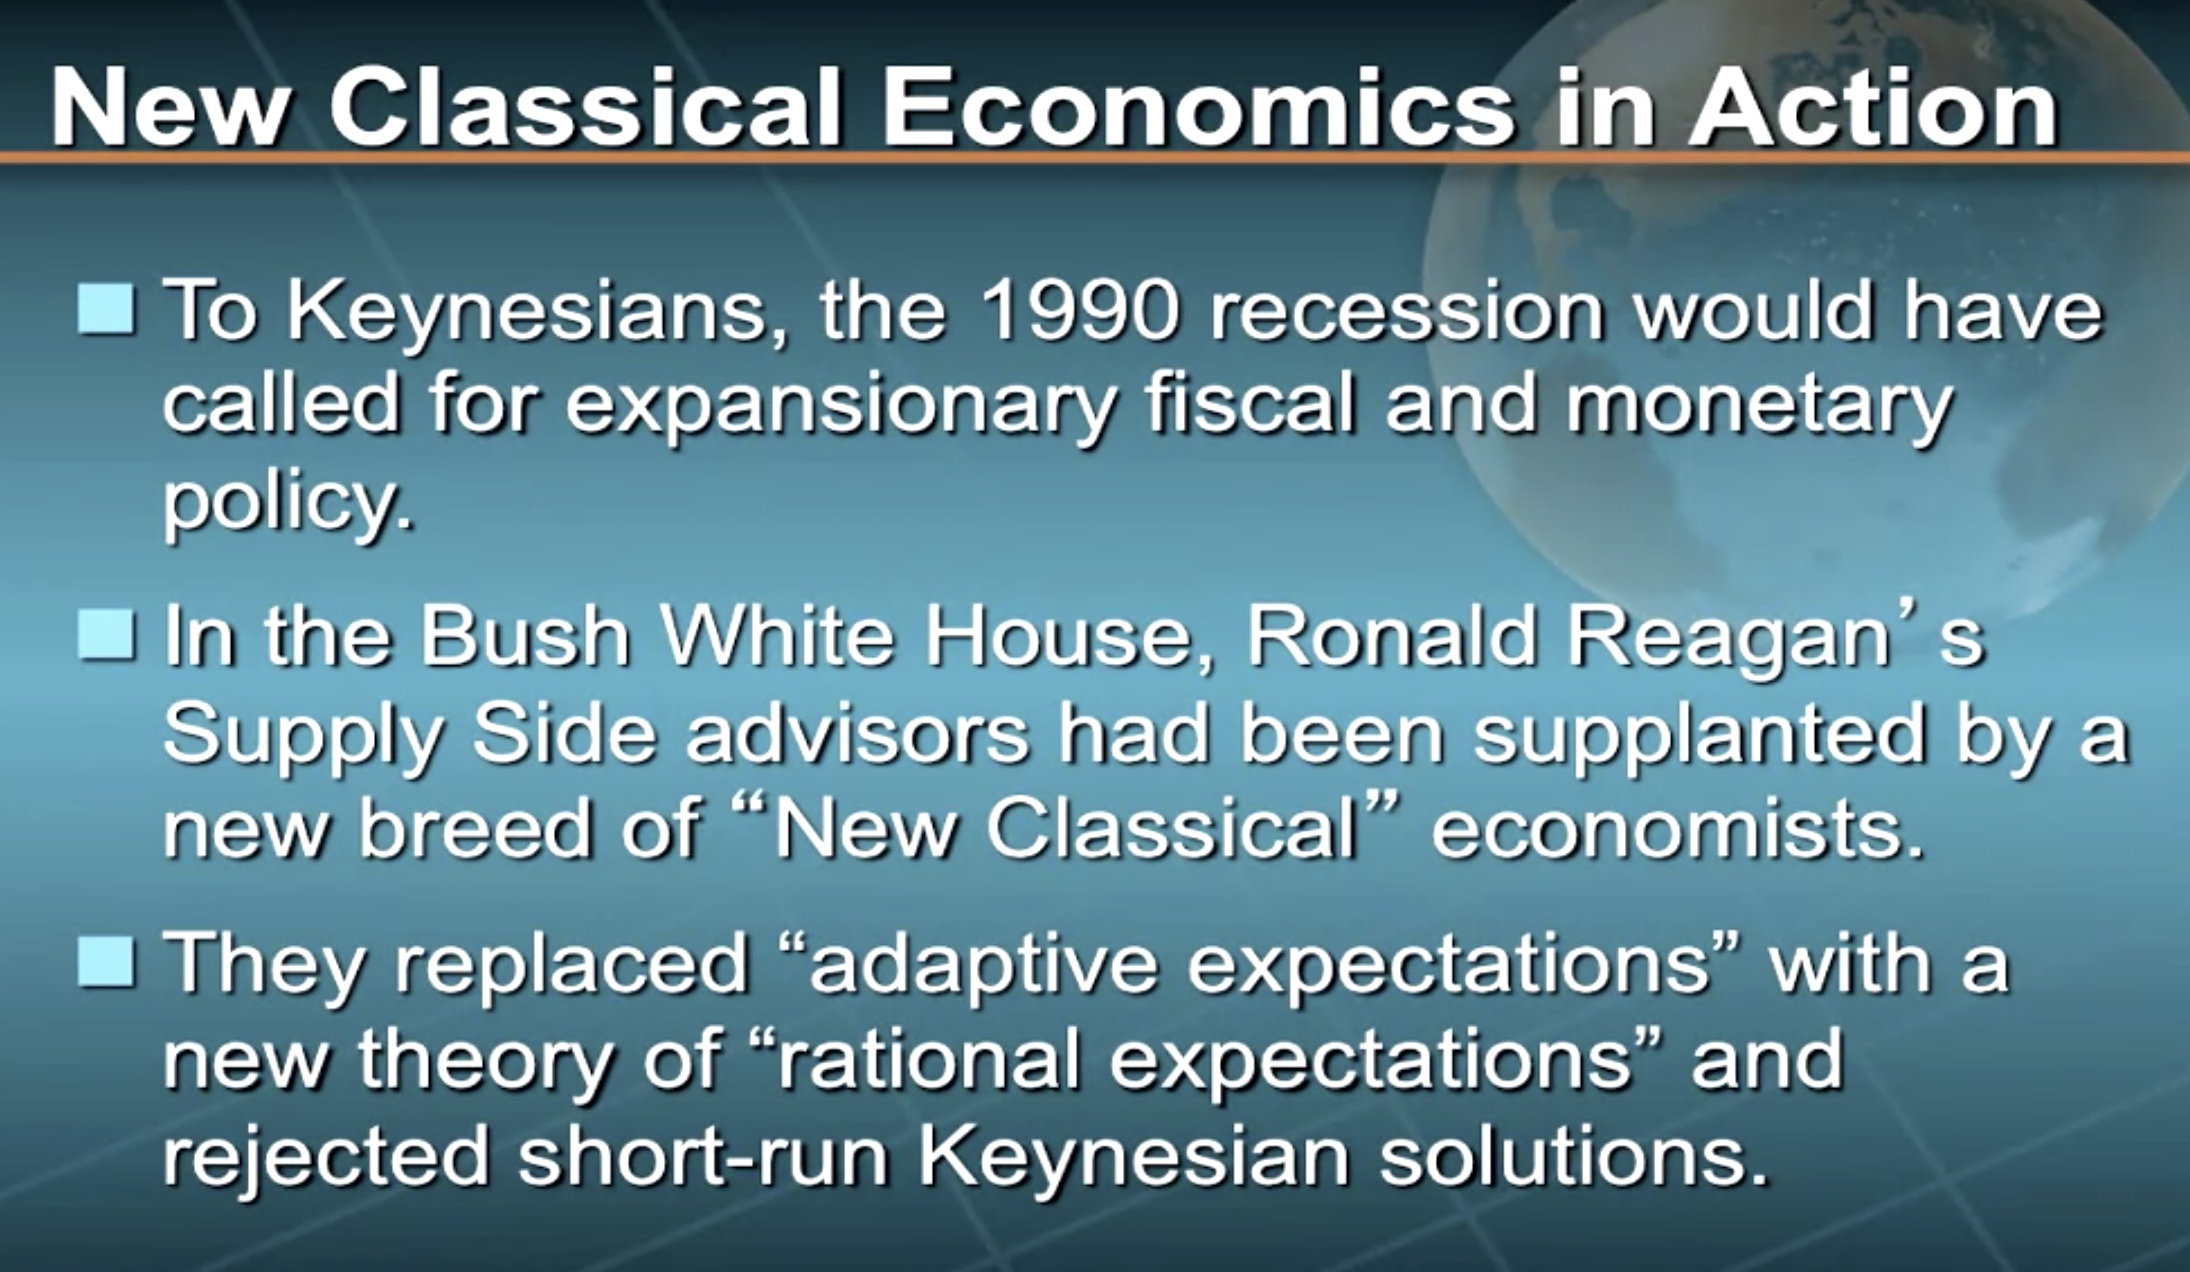 New Classical Economics in Action
To Keynesians, the 1990 recession would have
called for expansionary fiscal and monetary
policy.
In the Bush White House, Ronald Reagan’s
Supply Side advisors had been supplanted by a
new breed of “New Classical” economists.
They replaced “adaptive expectations” with a
new theory of “rational expectations” and
rejected short-run Keynesian solutions.